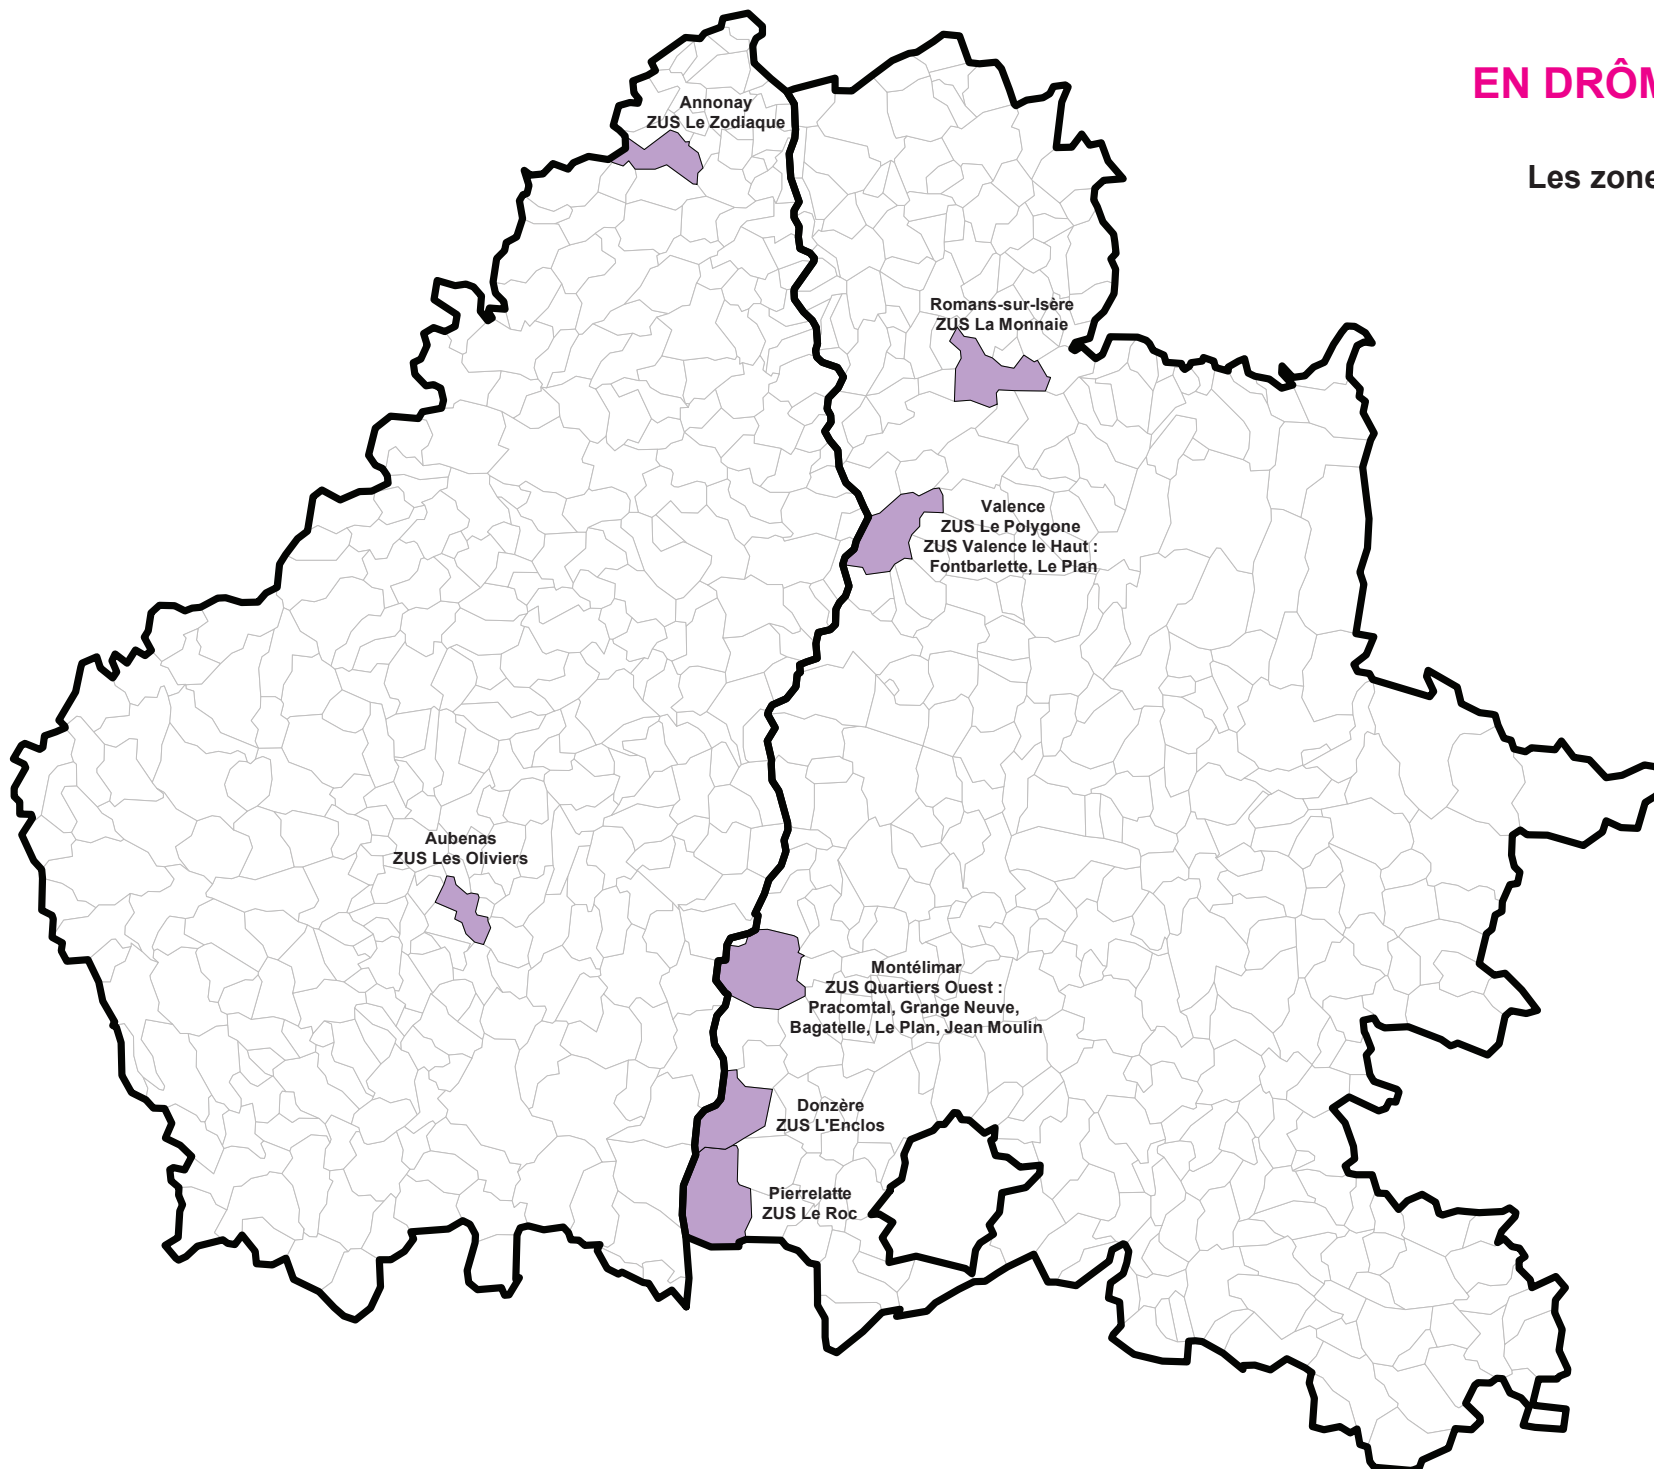 EN DRÔM
Les zone
Annonay
ZUS Le Zodiaque
Romans-sur-Isère
ZUS La Monnaie
Valence
ZUS Le Polygone
ZUS Valence le Haut :
Fontbarlette, Le Plan
Aubenas
ZUS Les Oliviers
Montélimar
ZUS Quartiers Ouest :
Pracomtal, Grange Neuve,
Bagatelle, Le Plan, Jean Moulin
Donzère
ZUS L'Enclos
Pierrelatte
ZUS Le Roc